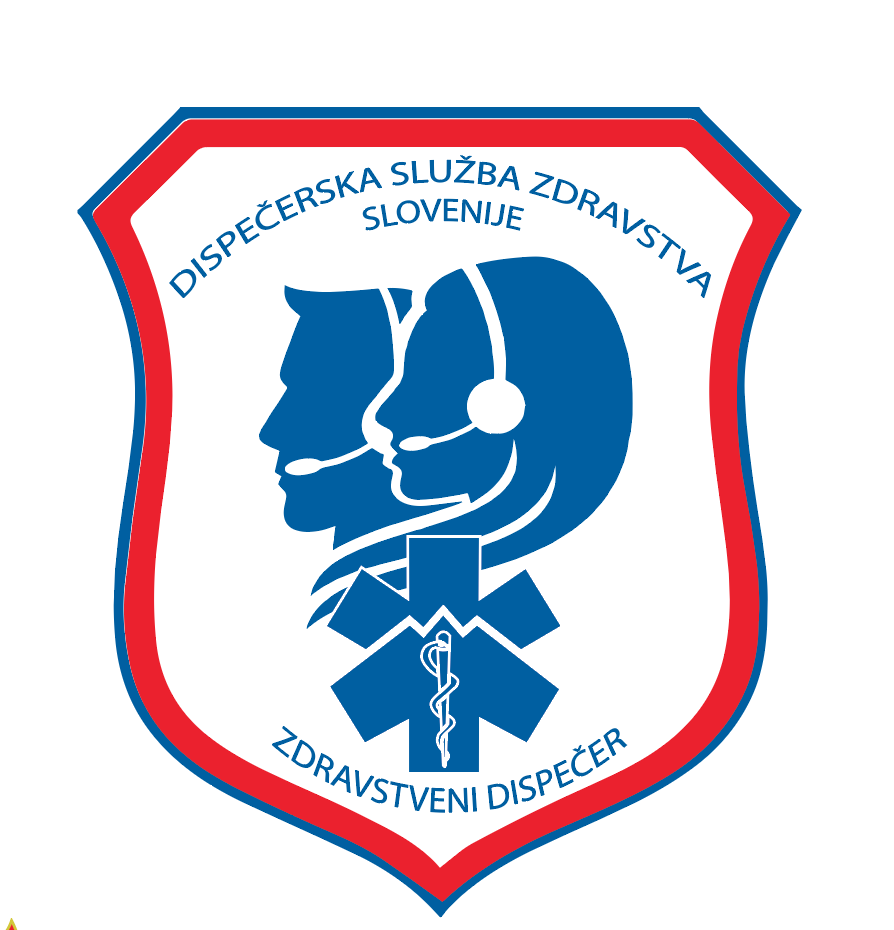 DISPEČERSKA SLUŽBA ZDRAVSTVA
SLOVENIJE
ZDRAVSTVENI DISPEČER